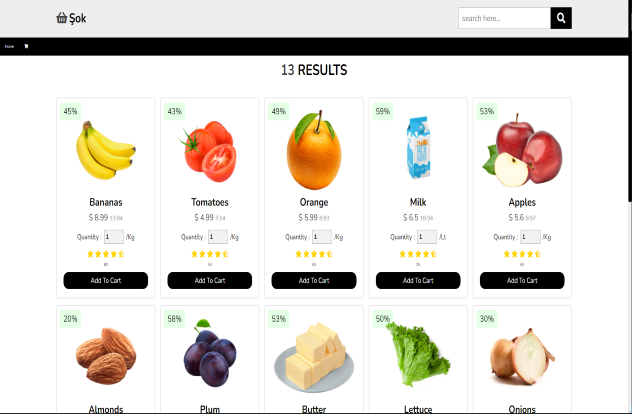 Şok
search here...
Home
13 RESULTS
45%
43%
49%
59%
53%
Bananas
Tomatoes
Orange
Milk
Apples
$ 8.99
$ 4.99 7.14
$ 5.99 8.93
$ 6.5 10.34
$ 5.6 8.57
Quantity : 1 /Kg
Quantity : 1 /Kg
Quantity : 1 /Kg
Quantity : 1 /Lt
Quantity : 1 /Kg
Add To Cart
Add To Cart
Add To Cart
Add To Cart
Add To Cart
20%
58%
53%
50%
30%
Almonds
Plum
Butter
Lettuce
Onions